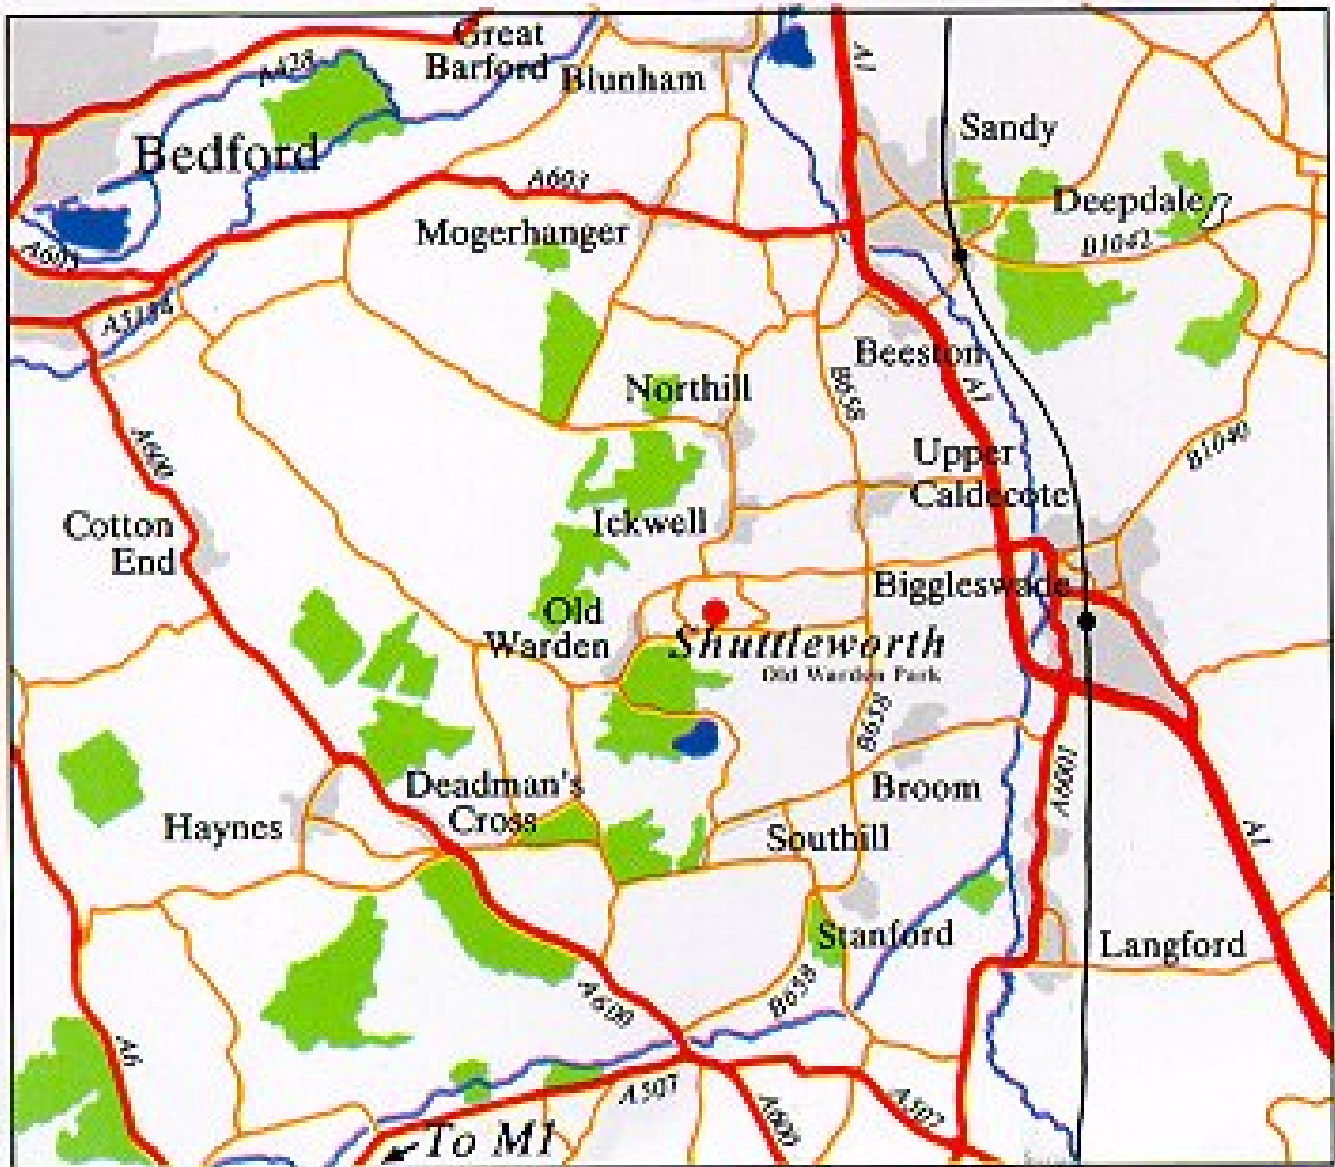 Great
Barford
A1
A428
Blunham
Sandy
Bedford
A603
Deepdale
Mogerhanger
B1042
A603
A5134
Beeston
Northill
B658
A1
B1040
Upper
Caldecote
A600
Cotton
End
Ickwell
Biggleswade
Old
Warden
Shuttleworth
Old Warden Park
B658
Deadman's
Cross
Broom
A6001
Haynes
Southill
A1
Stanford
Langford
A600
B658
A6
A507
A600
A507
To M1